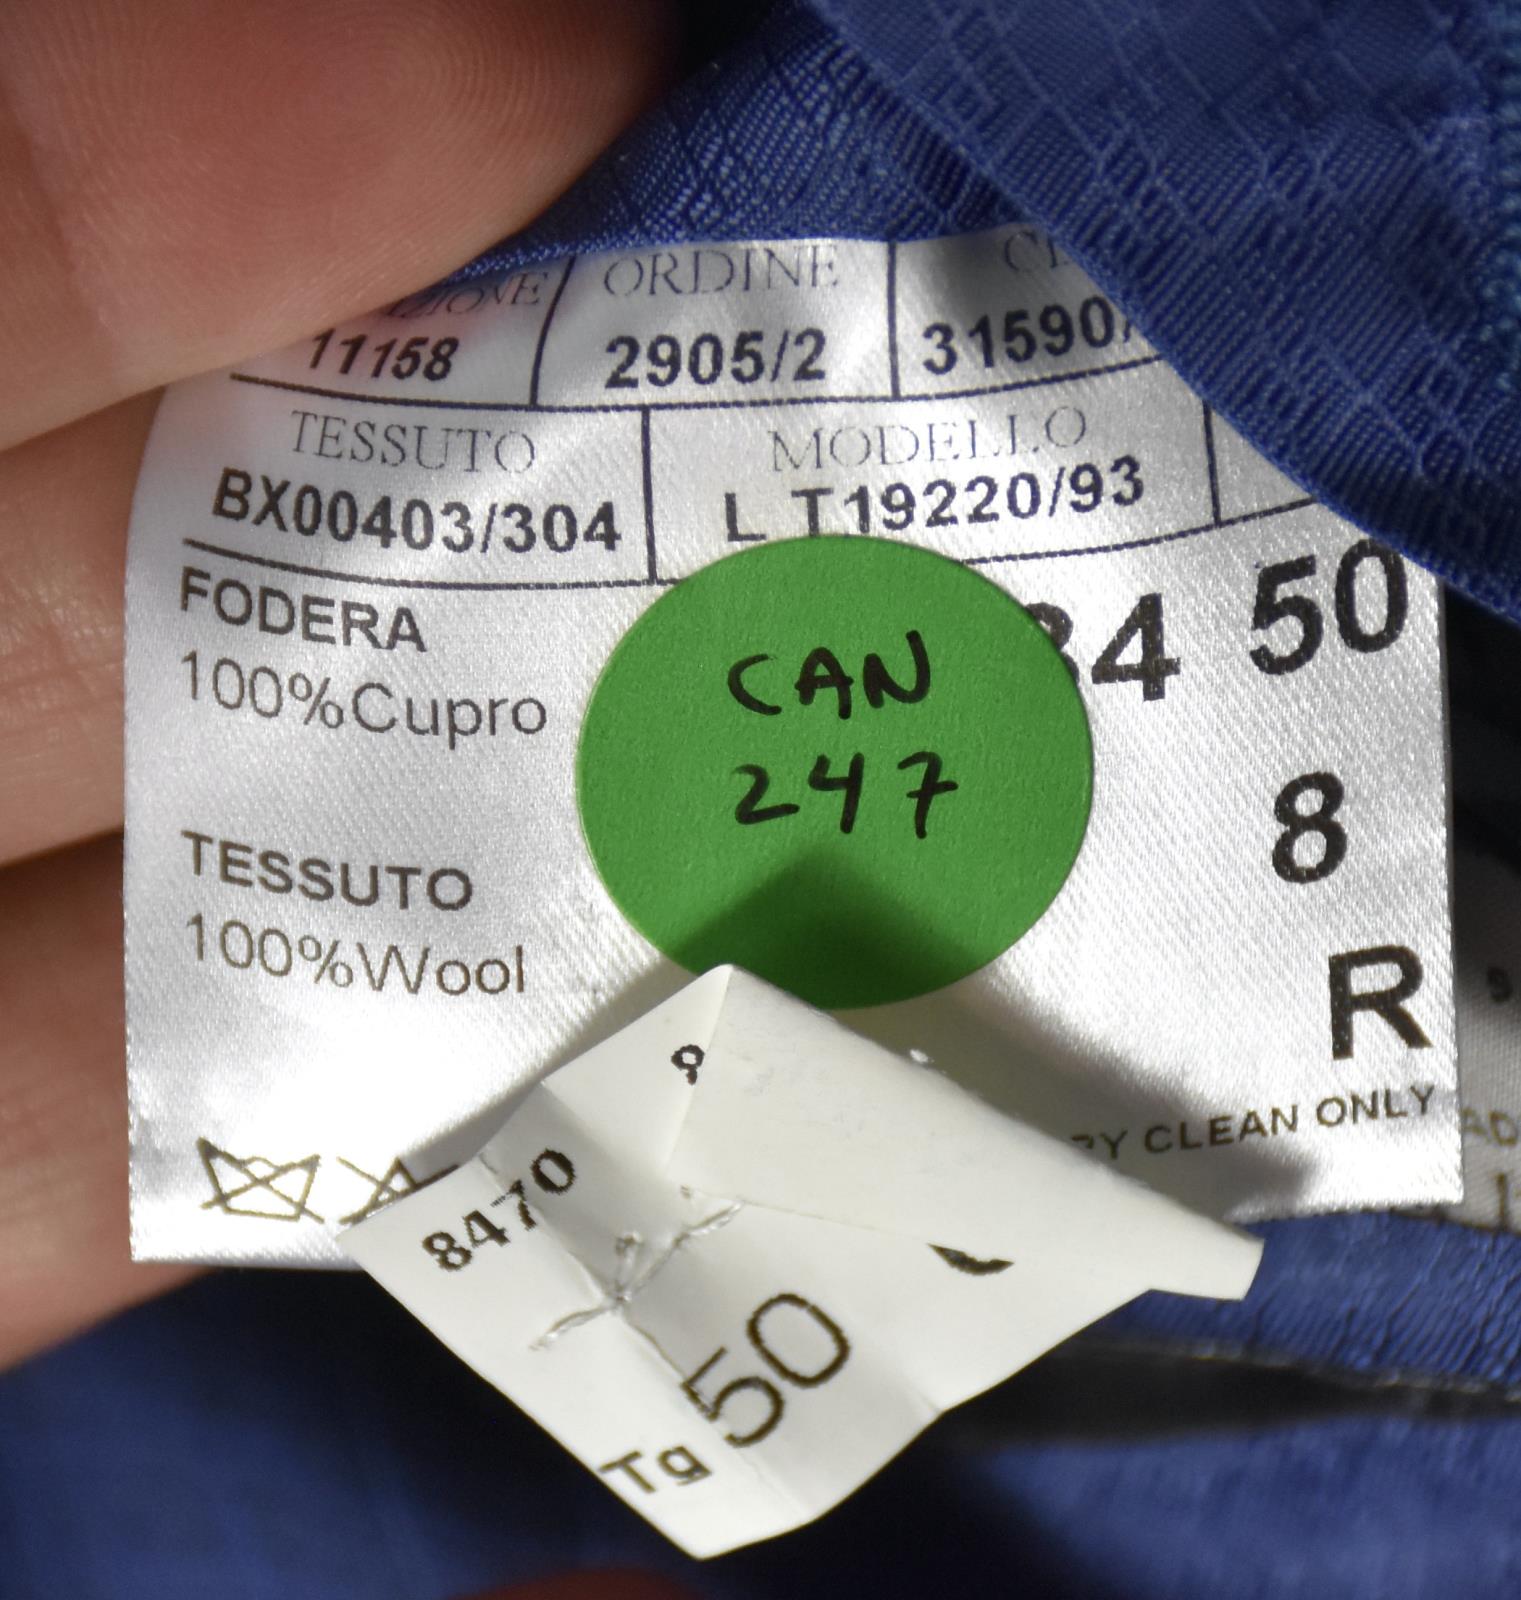 ORDINE
11158
2905/2
31590/
TESSUTO
MODELLO
BX00403/304
L T19220/93
FODERA
100%Cupro
TESSUTO
100%Wool
CAN
247
4 50
8
R
CLEAN ONLY
8470
Tg 50